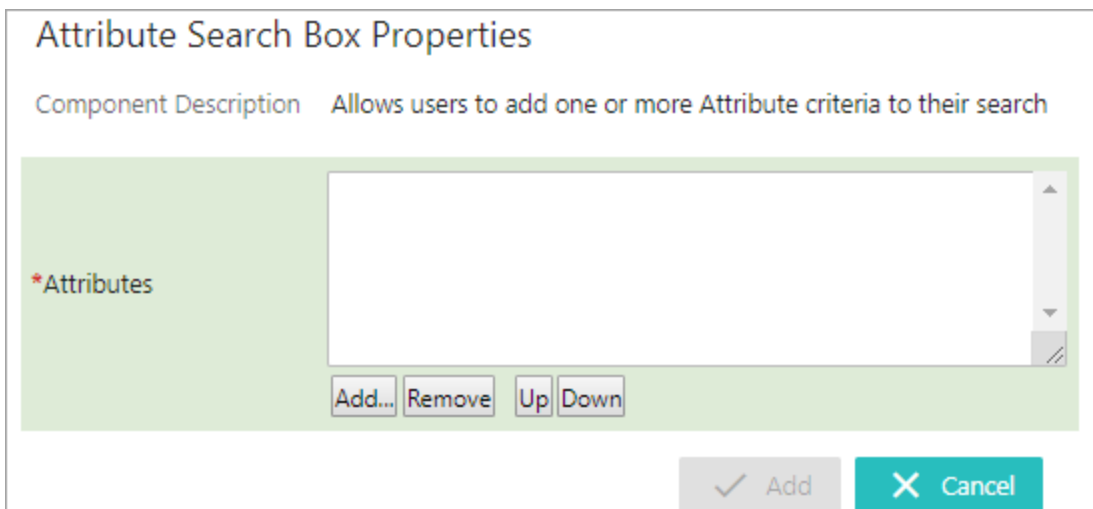 Attribute Search Box Properties
Component Description Allows users to add one or more Attribute criteria to their search
*Attributes
Add... Remove Up Down
Add Cancel